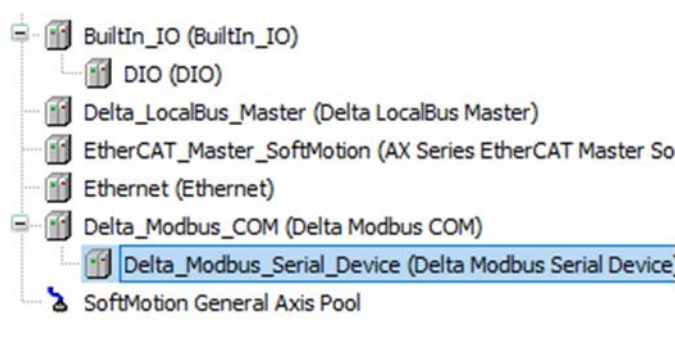 BuiltIn_IO (BuiltIn_IO)
DIO (DIO)
Delta_LocalBus_Master (Delta LocalBus Master)
EtherCAT_Master_SoftMotion (AX Series EtherCAT Master So
Ethernet (Ethernet)
Delta_Modbus_COM (Delta Modbus COM)
Delta_Modbus_Serial_Device (Delta Modbus Serial Device)
SoftMotion General Axis Pool